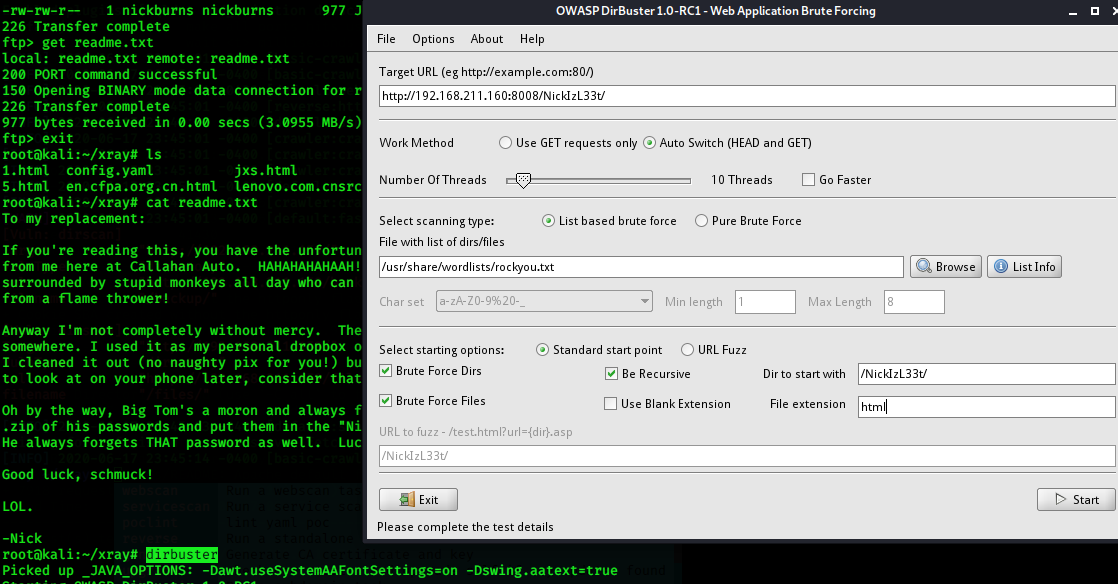 -rw-rw-r-- 1 nickburns nickburns 977 J
226 Transfer complete
ftp> get readme.txt
local: readme.txt remote: readme.txt
200 PORT command successful
150 Opening BINARY mode data connection for r
226 Transfer complete
977 bytes received in 0.00 secs (3.0955 MB/s)
ftp> exit
root@kali:~/xray# ls
1.html config.yaml jxs.html
5.html en.cfpa.org.cn.html lenovo.com.cnsrc
root@kali:~/xray# cat readme.txt
To my replacement:
If you're reading this, you have the unfortun
from me here at Callahan Auto. HAHAHAHAHAAH!
surrounded by stupid monkeys all day who can
from a flame thrower!
Anyway I'm not completely without mercy. The
somewhere. I used it as my personal dropbox o
I cleaned it out (no naughty pix for you!) bu
to look at on your phone later, consider that
Oh by the way, Big Tom's a moron and always f
.zip of his passwords and put them in the "Ni
He always forgets THAT password as well. Luc
Good luck, schmuck!
LOL.
-Nick
root@kali:~/xray# dirbuster
Picked up _JAVA_OPTIONS: -Dawt.useSystemAAFontSettings=on -Dswing.aatext=true
Starting OWASP DirBuster 1.0-RC1
OWASP DirBuster 1.0-RC1 - Web Application Brute Forcing
File Options About Help
Target URL (eg http://example.com:80/)
http://192.168.211.160:8008/NickIzL33t/
Work Method Use GET requests only Auto Switch (HEAD and GET)
Number Of Threads 10 Threads Go Faster
Select scanning type: List based brute force Pure Brute Force
File with list of dirs/files
/usr/share/wordlists/rockyou.txt Browse List Info
Char set a-zA-Z0-9%20-_ Min length 1 Max Length 8
Select starting options: Standard start point URL Fuzz
Brute Force Dirs Be Recursive Dir to start with /NickIzL33t/
Brute Force Files Use Blank Extension File extension html
URL to fuzz - /test.html?url={dir}.asp
/NickIzL33t/
Exit Start
Please complete the test details